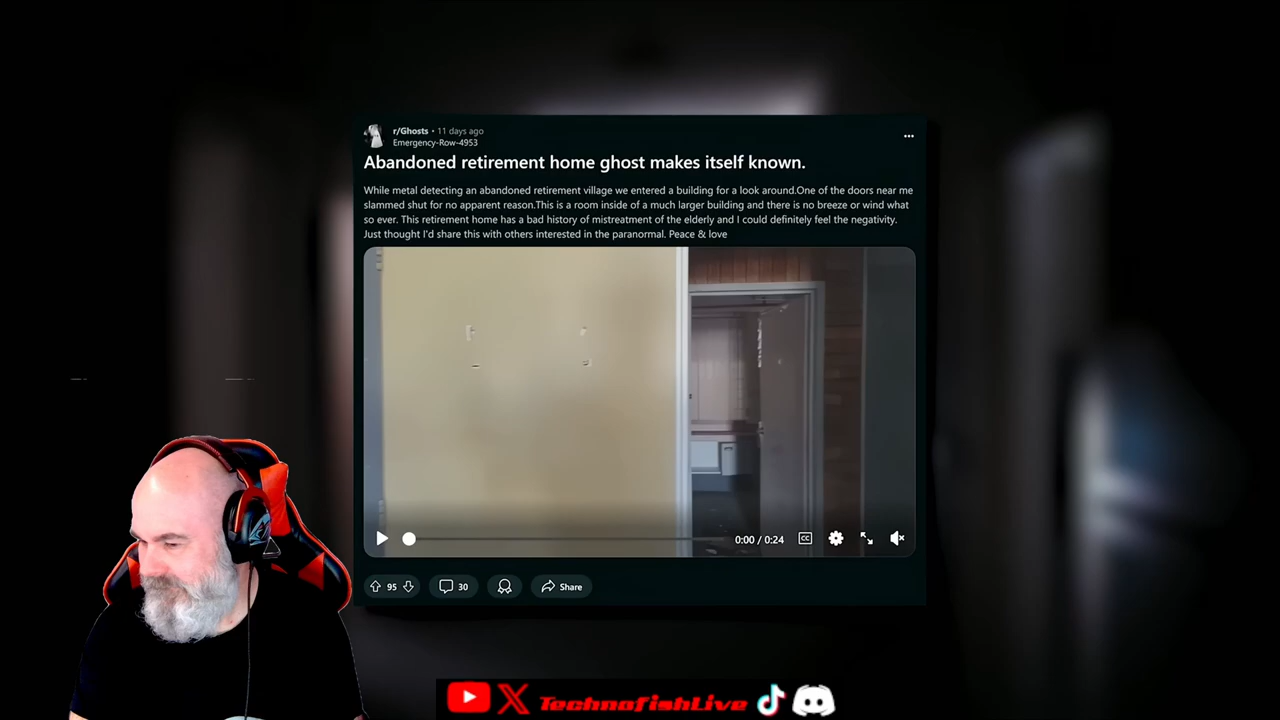 r/Ghosts • 11 days ago
Emergency-Row-4953
Abandoned retirement home ghost makes itself known.
While metal detecting an abandoned retirement village we entered a building for a look around.One of the doors near me
slammed shut for no apparent reason.This is a room inside of a much larger building and there is no breeze or wind what
so ever. This retirement home has a bad history of mistreatment of the elderly and I could definitely feel the negativity.
Just thought I'd share this with others interested in the paranormal. Peace & love
0:00 / 0:24
CC
95
30
Share
TechnofishLive